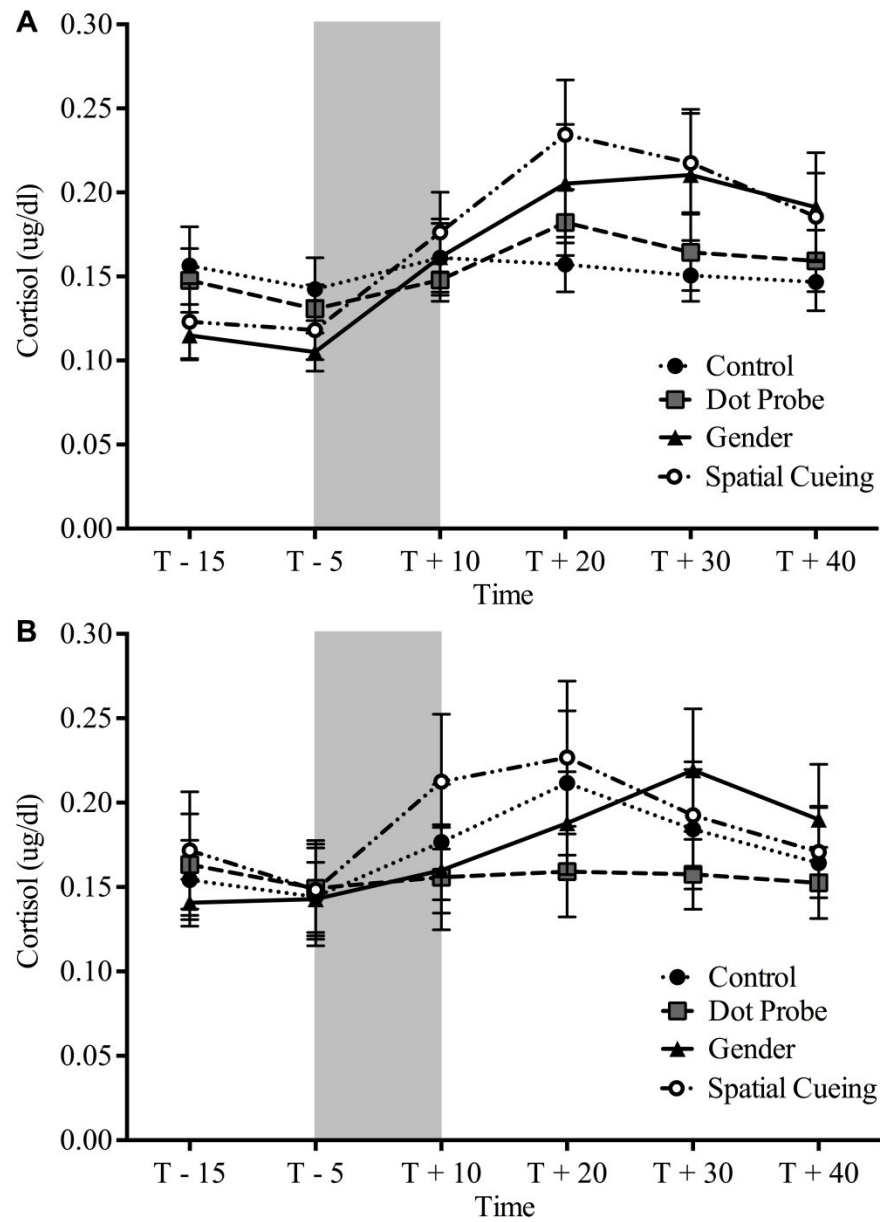 A
0.30
0.25
0.20
0.15
0.10
0.05
0.00
Cortisol (ug/dl)
Control
Dot Probe
Gender
Spatial Cueing
T - 15 T - 5 T + 10 T + 20 T + 30 T + 40
Time
B
0.30
0.25
0.20
0.15
0.10
0.05
0.00
Cortisol (ug/dl)
Control
Dot Probe
Gender
Spatial Cueing
T - 15 T - 5 T + 10 T + 20 T + 30 T + 40
Time